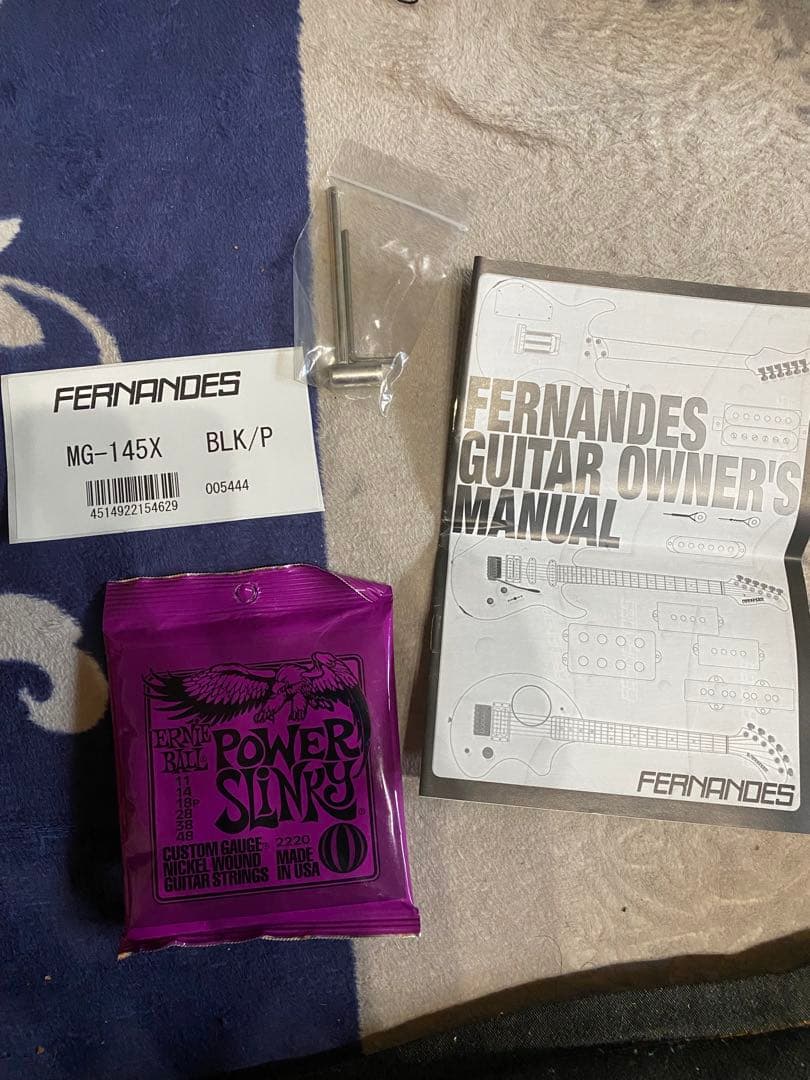 FERNANDES
MG-145X BLK/P
4514922154629
005444
FERNANDES
GUITAR OWNER'S
MANUAL
FERNANDES
ERNIE
BALL®
POWER
SLINKY®
11
14
18P
28
38
48
CUSTOM GAUGE®
NICKEL WOUND
GUITAR STRINGS
2220
MADE
IN USA